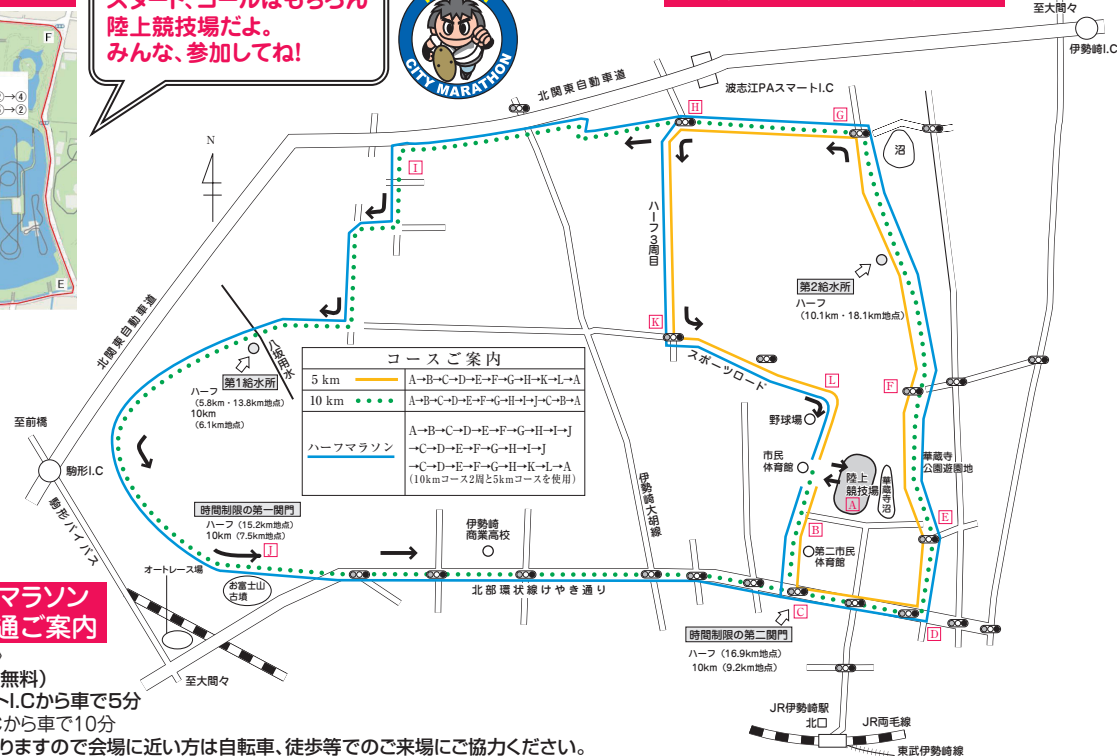 スタート、ゴールはもちろん
陸上競技場だよ。
みんな、参加してね!
CITY MARATHON
F
E
N
至大間々
伊勢崎I.C
北関東自動車道
波志江PAスマートI.C
H
G
沼
I
ハーフ3周目
第2給水所
ハーフ
(10.1km・18.1km地点)
K
スポーツロード
北関東自動車道
八坂用水
第1給水所
ハーフ
(5.8km・13.8km地点)
10km
(6.1km地点)
コースご案内
5 km
A→B→C→D→E→F→G→H→K→L→A
10 km
A→B→C→D→E→F→G→H→I→J→C→B→A
ハーフマラソン
A→B→C→D→E→F→G→H→I→J
→C→D→E→F→G→H→I→J
→C→D→E→F→G→H→K→L→A
(10kmコース2周と5kmコースを使用)
L
F
野球場
市民
体育館
陸上
競技場
A
華蔵寺沼
華蔵寺
公園遊園地
E
B
第二市民
体育館
至前橋
駒形I.C
駒形バイパス
時間制限の第一関門
ハーフ(15.2km地点)
10km(7.5km地点)
J
伊勢崎
商業高校
伊勢崎大胡線
オートレース場
お富士山
古墳
北部環状線けやき通り
C
D
時間制限の第二関門
ハーフ(16.9km地点)
10km(9.2km地点)
至大間々
JR伊勢崎駅
北口
JR両毛線
東武伊勢崎線
マラソン
通ご案内
無料)
トI.Cから車で5分
Cから車で10分
りますので会場に近い方は自転車、徒歩等でのご来場にご協力ください。